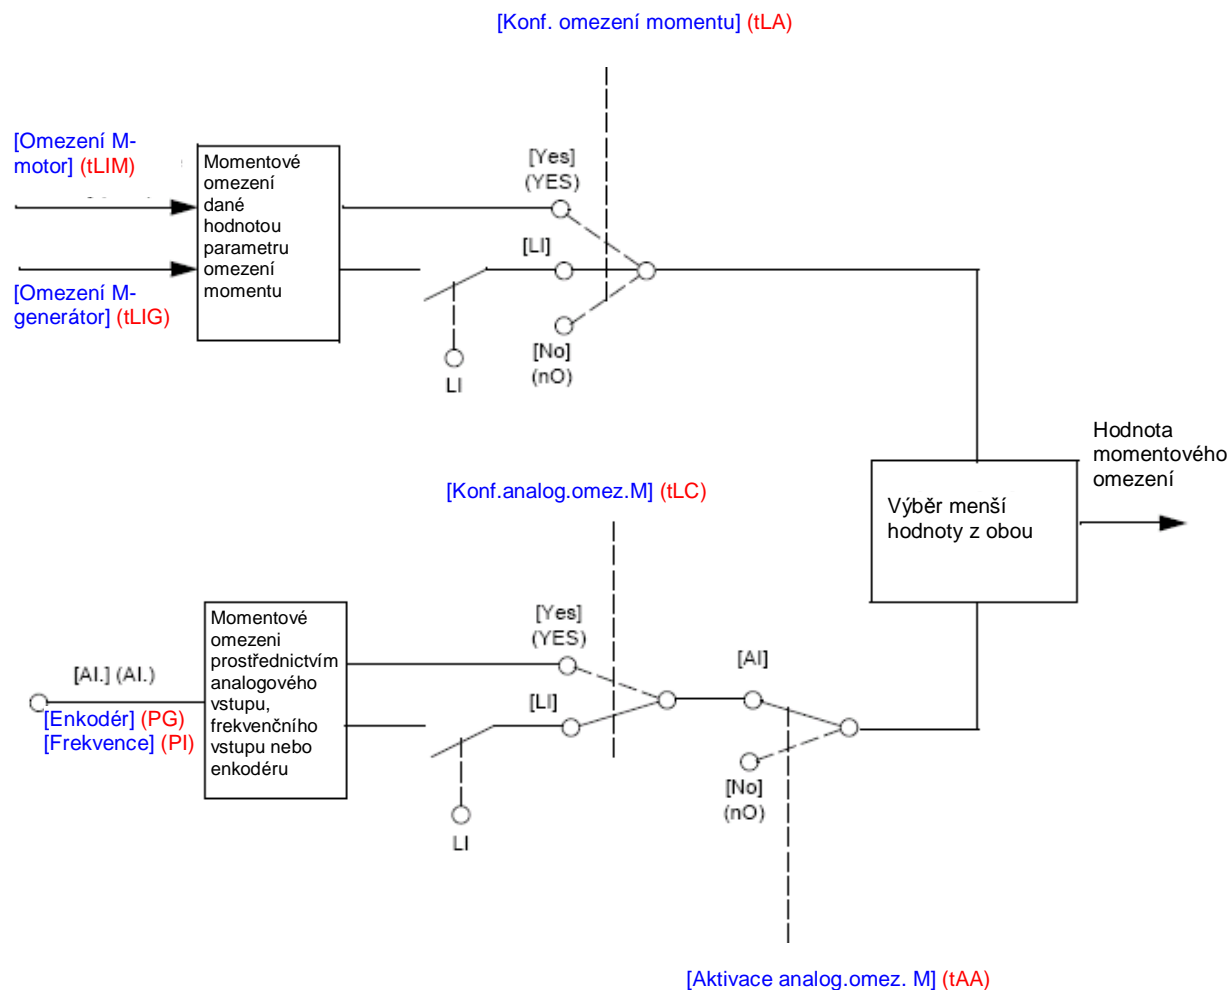 [Konf. omezení momentu] (tLA)
[Omezení M-
motor] (tLIM)
Momentové
omezení
dané
hodnotou
parametru
omezení
momentu
[Yes]
(YES)
[LI]
[Omezení M-
generátor] (tLIG)
[No]
(nO)
LI
Hodnota
momentového
omezení
[Konf.analog.omez.M] (tLC)
Výběr menší
hodnoty z obou
Momentové
omezeni
prostřednictvím
analogového
vstupu,
frekvenčního
vstupu nebo
enkodéru
[Yes]
(YES)
[AI]
[AI.] (AI.)
[LI]
[Enkodér] (PG)
[Frekvence] (PI)
[No]
(nO)
LI
[Aktivace analog.omez. M] (tAA)